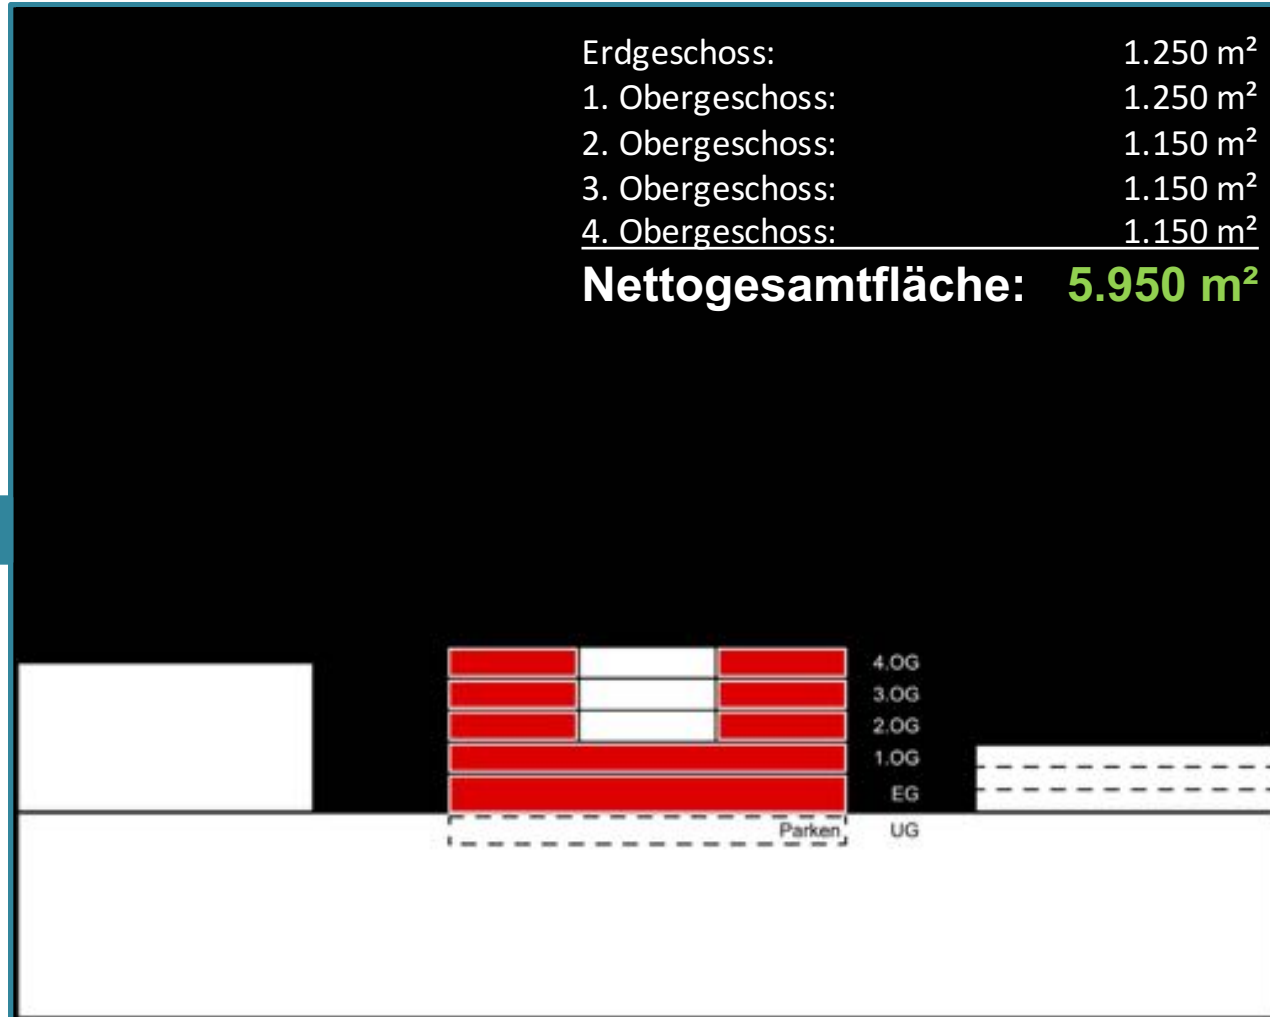 Erdgeschoss: 1.250 m²
1. Obergeschoss: 1.250 m²
2. Obergeschoss: 1.150 m²
3. Obergeschoss: 1.150 m²
4. Obergeschoss: 1.150 m²
Nettogesamtfläche: 5.950 m²
4.OG
3.OG
2.OG
1.OG
EG
Parken UG